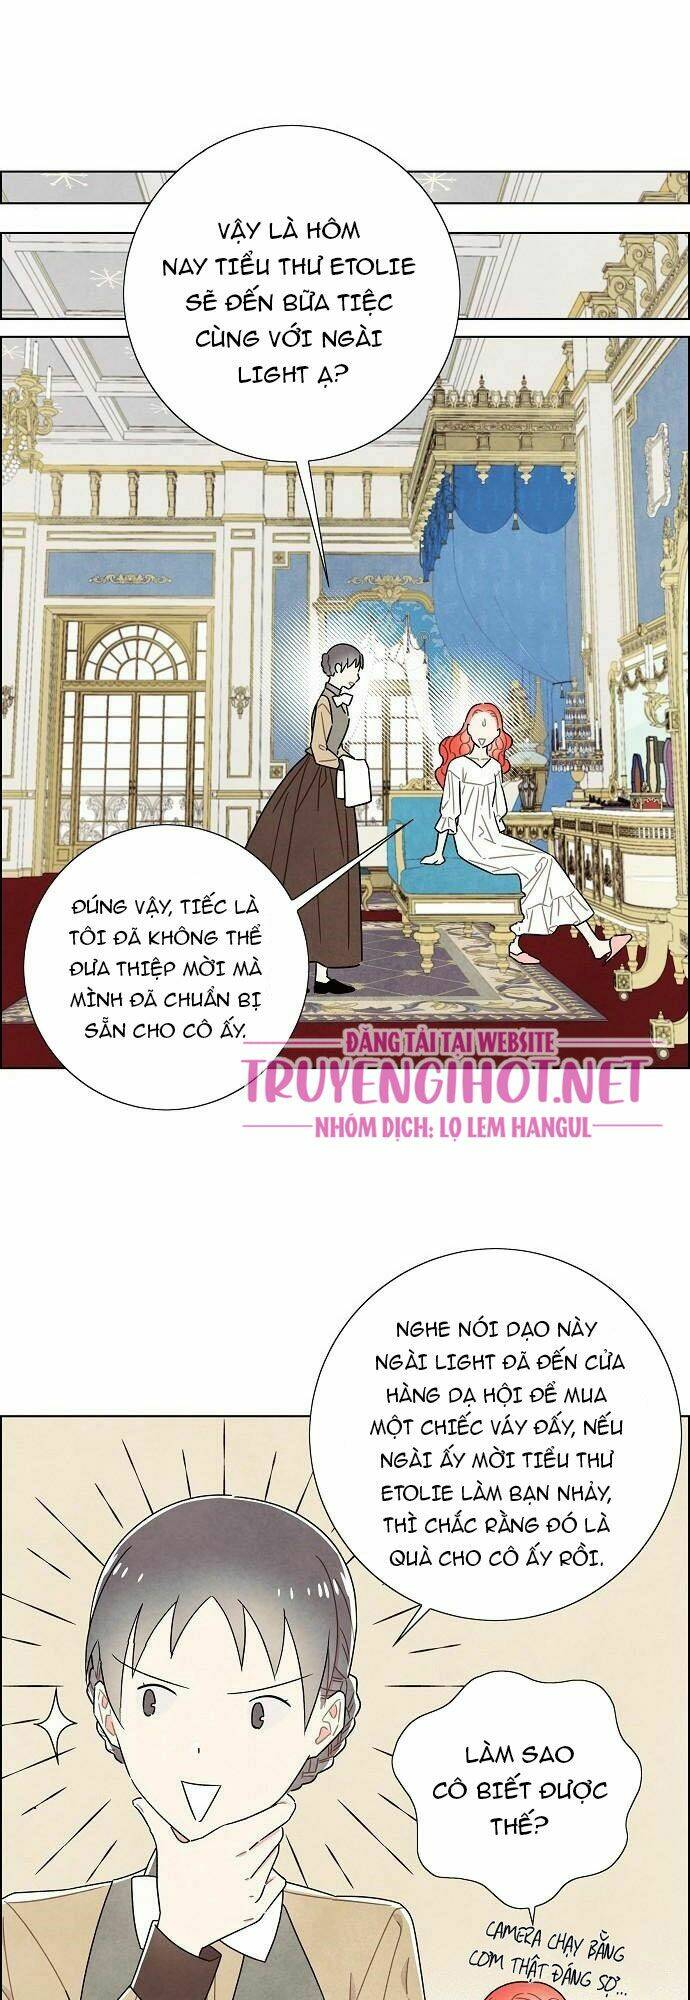 VẬY LÀ HÔM
NAY TIỂU THƯ ETOLIE
SẼ ĐẾN BỮA TIỆC
CÙNG VỚI NGÀI
LIGHT Ạ?
ĐÚNG VẬY, TIẾC LÀ
TÔI ĐÃ KHÔNG THỂ
ĐƯA THIỆP MỜI MÀ
MÌNH ĐÃ CHUẨN BỊ
SẴN CHO CÔ ẤY.
ĐĂNG TẢI TẠI WEBSITE
TRUYENGIHOT.NET
NHÓM DỊCH: LỌ LEM HANGUL
NGHE NÓI DẠO NÀY
NGÀI LIGHT ĐÃ ĐẾN CỬA
HÀNG DẠ HỘI ĐỂ MUA
MỘT CHIẾC VÁY ĐẤY, NẾU
NGÀI ẤY MỜI TIỂU THƯ
ETOLIE LÀM BẠN NHẢY,
THÌ CHẮC RẰNG ĐÓ LÀ
QUÀ CHO CÔ ẤY RỒI.
LÀM SAO
CÔ BIẾT ĐƯỢC
THẾ?
CAMERA CHẠY BẰNG
CƠM THẬT ĐÁNG SỢ...